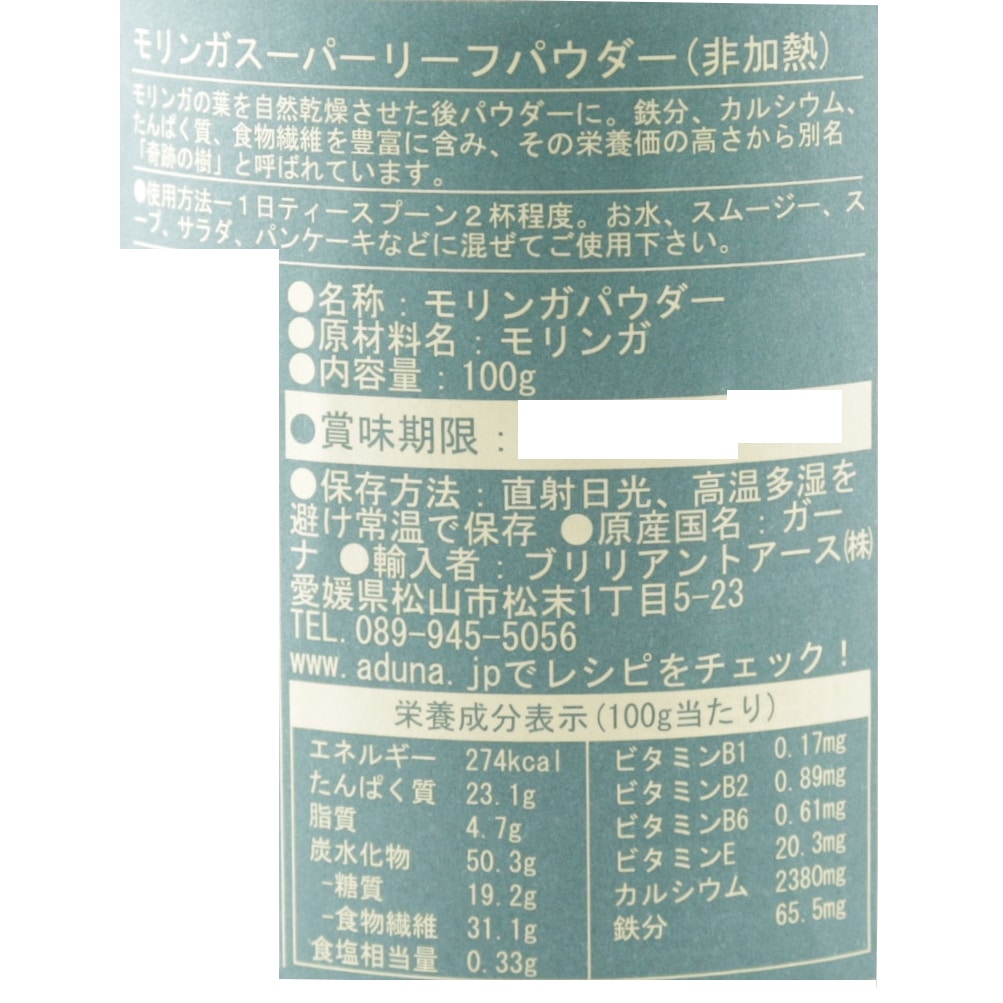 モリンガスーパーリーフパウダー(非加熱)
モリンガの葉を自然乾燥させた後パウダーに。鉄分、カルシウム、
たんぱく質、食物繊維を豊富に含み、その栄養価の高さから別名
「奇跡の樹」と呼ばれています。
●使用方法ー1日ティースプーン2杯程度。お水、スムージー、ス
ープ、サラダ、パンケーキなどに混ぜてご使用下さい。
●名称:モリンガパウダー
●原材料名:モリンガ
●内容量:100g
●賞味期限:
●保存方法:直射日光、高温多湿を
避け常温で保存 ●原産国名:ガー
ナ ●輸入者:ブリリアントアース㈱
愛媛県松山市松末1丁目5-23
TEL. 089-945-5056
www.aduna.jpでレシピをチェック!
栄養成分表示(100g当たり)
エネルギー 274kcal
たんぱく質 23.1g
脂質 4.7g
炭水化物 50.3g
-糖質 19.2g
-食物繊維 31.1g
食塩相当量 0.33g
ビタミンB1 0.17mg
ビタミンB2 0.89mg
ビタミンB6 0.61mg
ビタミンE 20.3mg
カルシウム 2380mg
鉄分 65.5mg